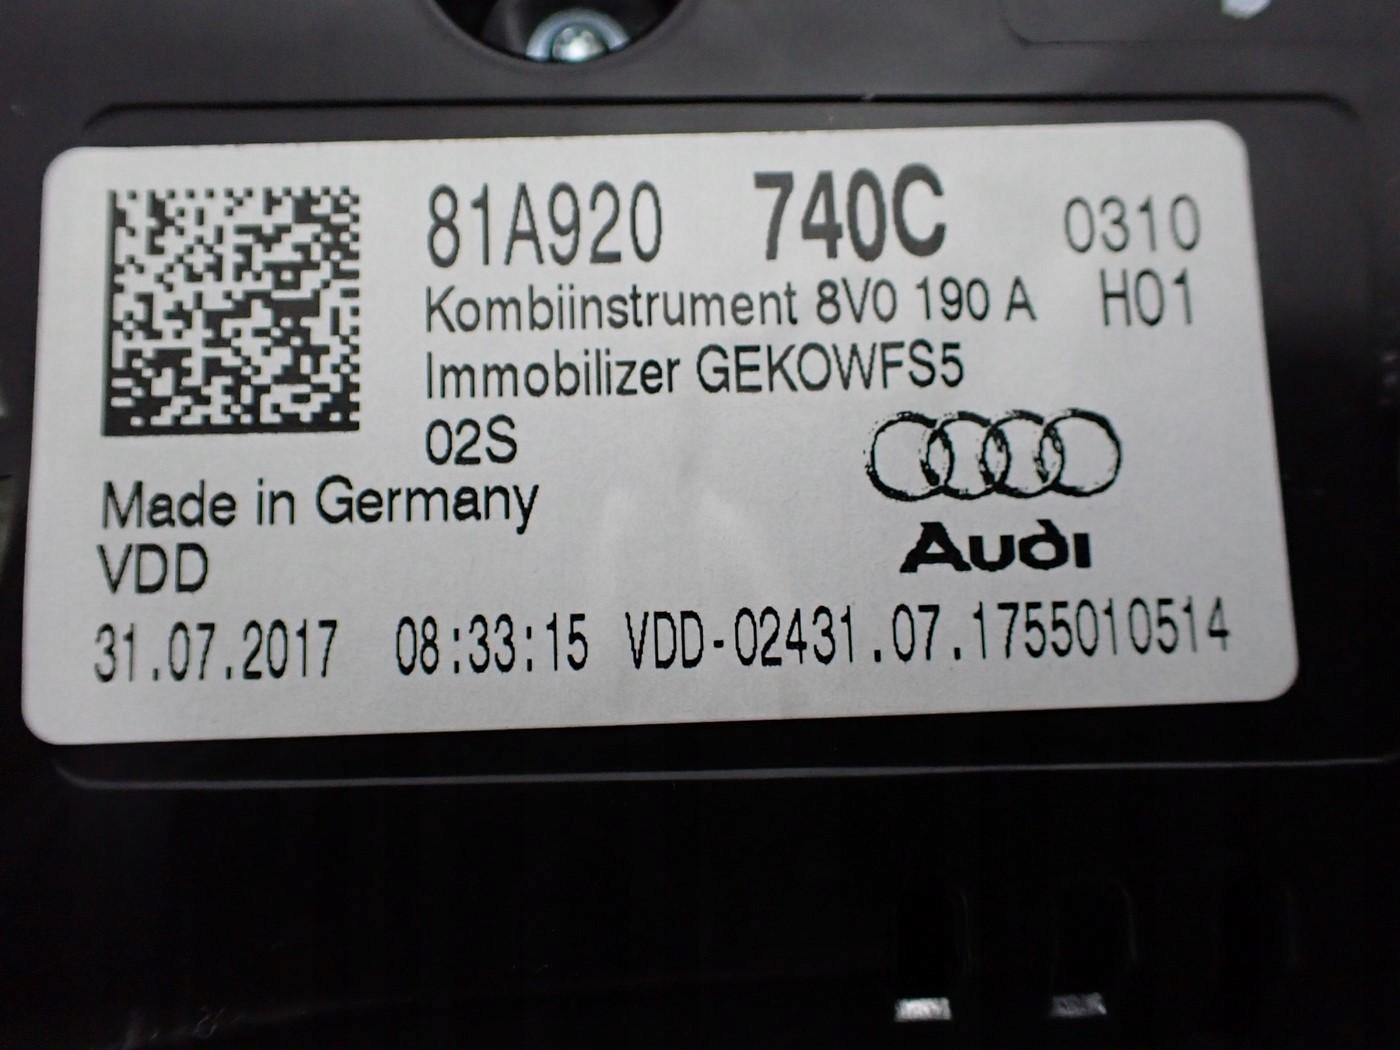 81A920 740C 0310
Kombiinstrument 8V0 190 A H01
Immobilizer GEKOWFS5
02S
Made in Germany
Audi
VDD
31.07.2017 08:33:15 VDD-02431.07.1755010514